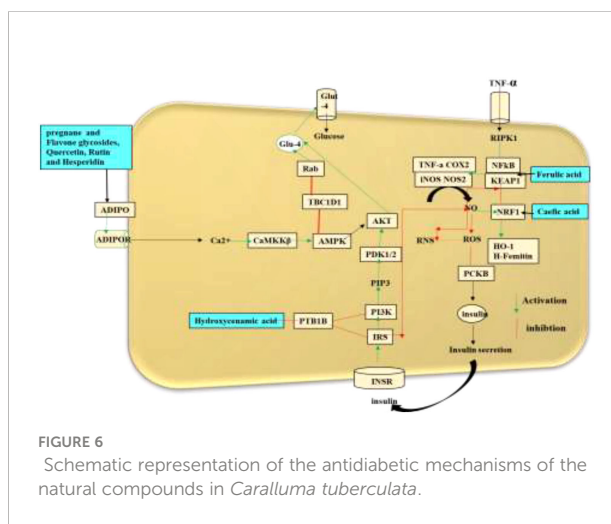 TNF-α
Glut
-4
pregnane and
Flavone glycosides,
Quercetin, Rutin
and Hesperidin
Glucose
RIPK1
Glu-4
TNF-a COX2
NFkB
iNOS NOS2
KEAP1
Ferulic acid
Rab
ADIPO
TBC1D1
NO
NRF1
Caefic acid
AKT
ADIPOR
Ca2+
CaMKKβ
AMPK
RNS
ROS
HO-1
H-Femitin
PDK1/2
PCKB
PIP3
Activation
Hydroxycenamic acid
PTB1B
PI3K
insulin
inhibtion
IRS
Insulin secretion
INSR
insulin
FIGURE 6
Schematic representation of the antidiabetic mechanisms of the
natural compounds in Caralluma tuberculata.